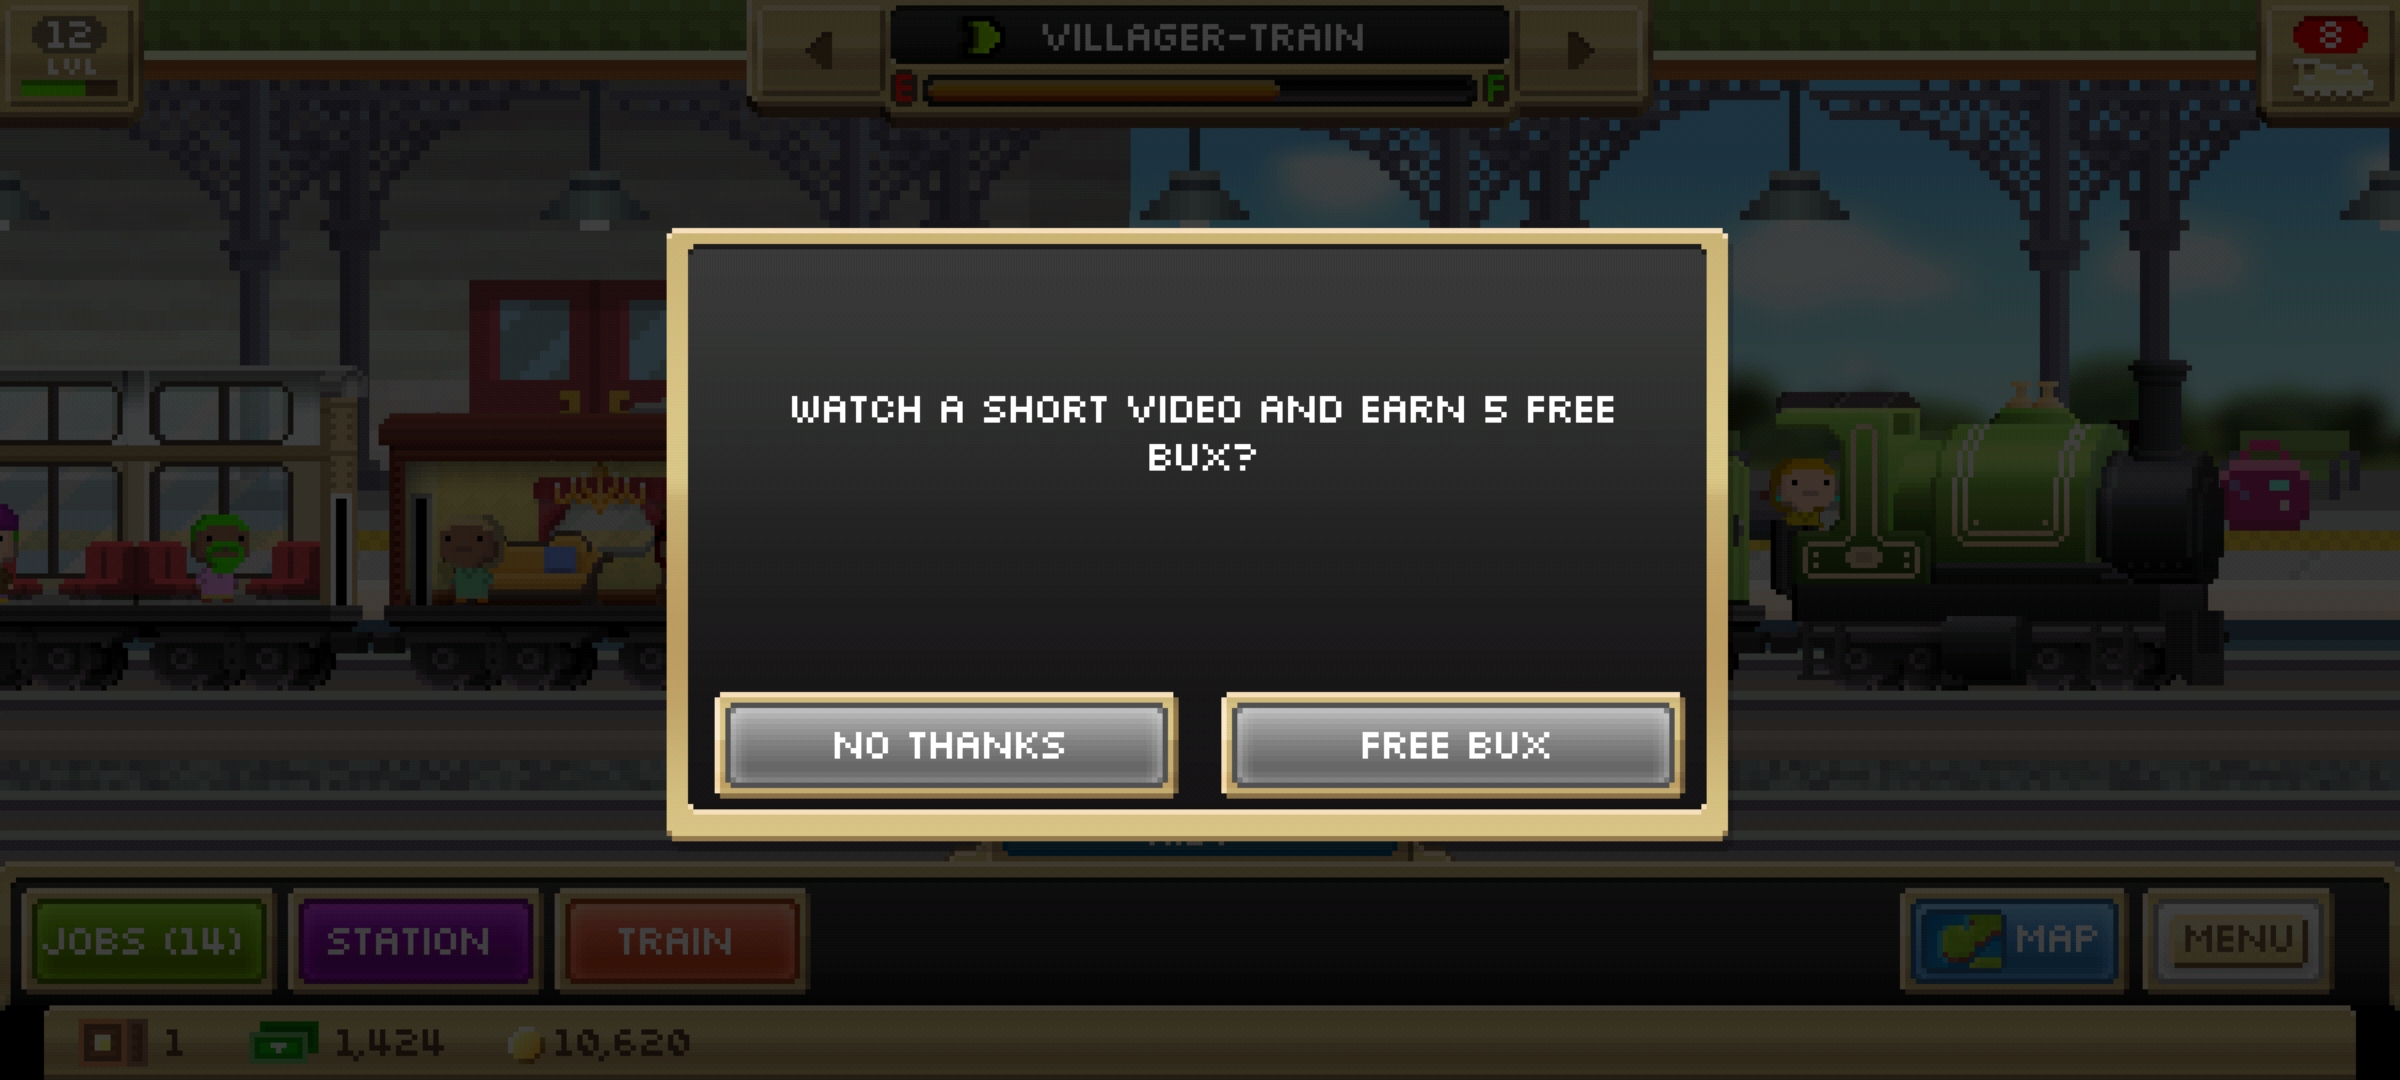 12
LVL
VILLAGER-TRAIN
E F
8
WATCH A SHORT VIDEO AND EARN 5 FREE
BUX?
NO THANKS
FREE BUX
JOBS (14)
STATION
TRAIN
MAP
MENU
1
1,424
10,620